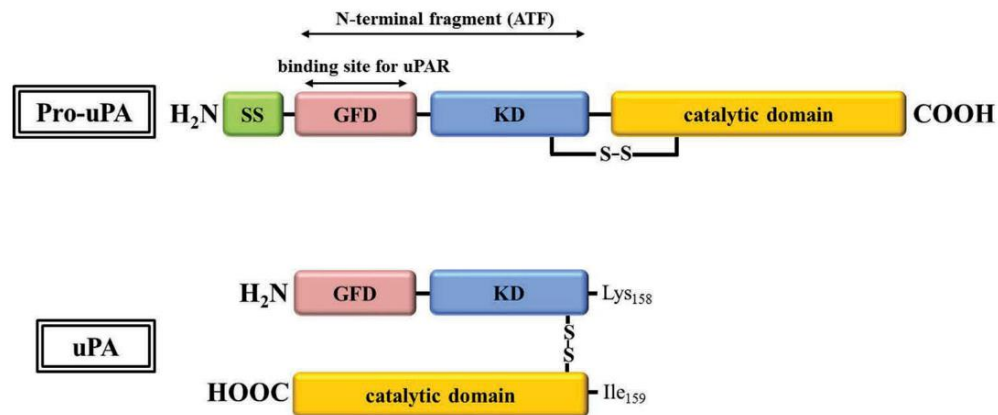 N-terminal fragment (ATF)
binding site for uPAR
Pro-uPA H₂N SS GFD KD catalytic domain COOH
S-S
H₂N GFD KD Lys₁₅₈
uPA
S
S
HOOC catalytic domain Ile₁₅₉